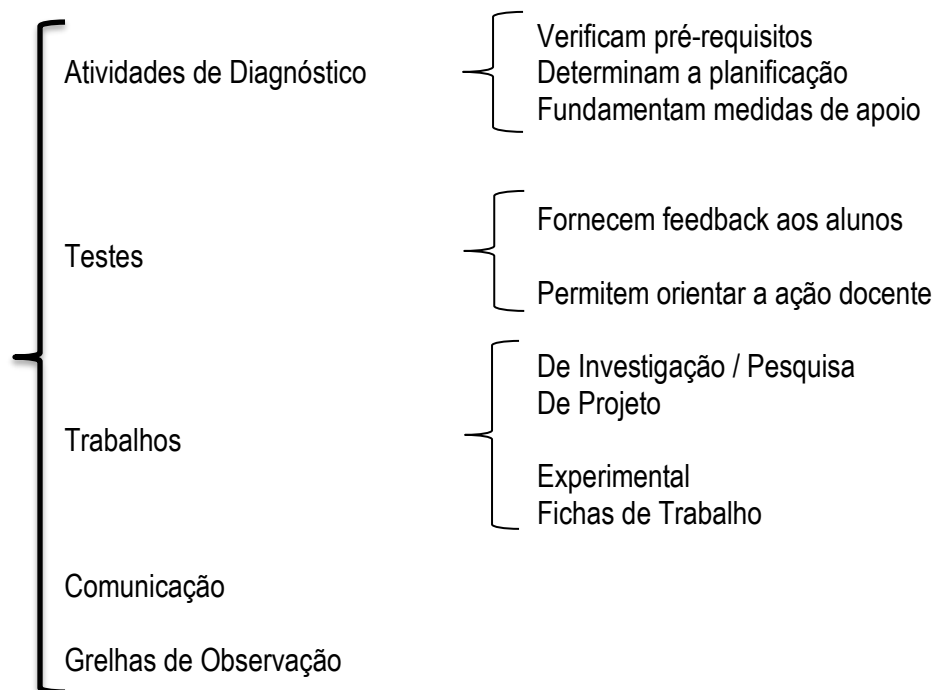 Atividades de Diagnóstico
Verificam pré-requisitos
Determinam a planificação
Fundamentam medidas de apoio
Testes
Fornecem feedback aos alunos
Permitem orientar a ação docente
Trabalhos
De Investigação / Pesquisa
De Projeto
Experimental
Fichas de Trabalho
Comunicação
Grelhas de Observação